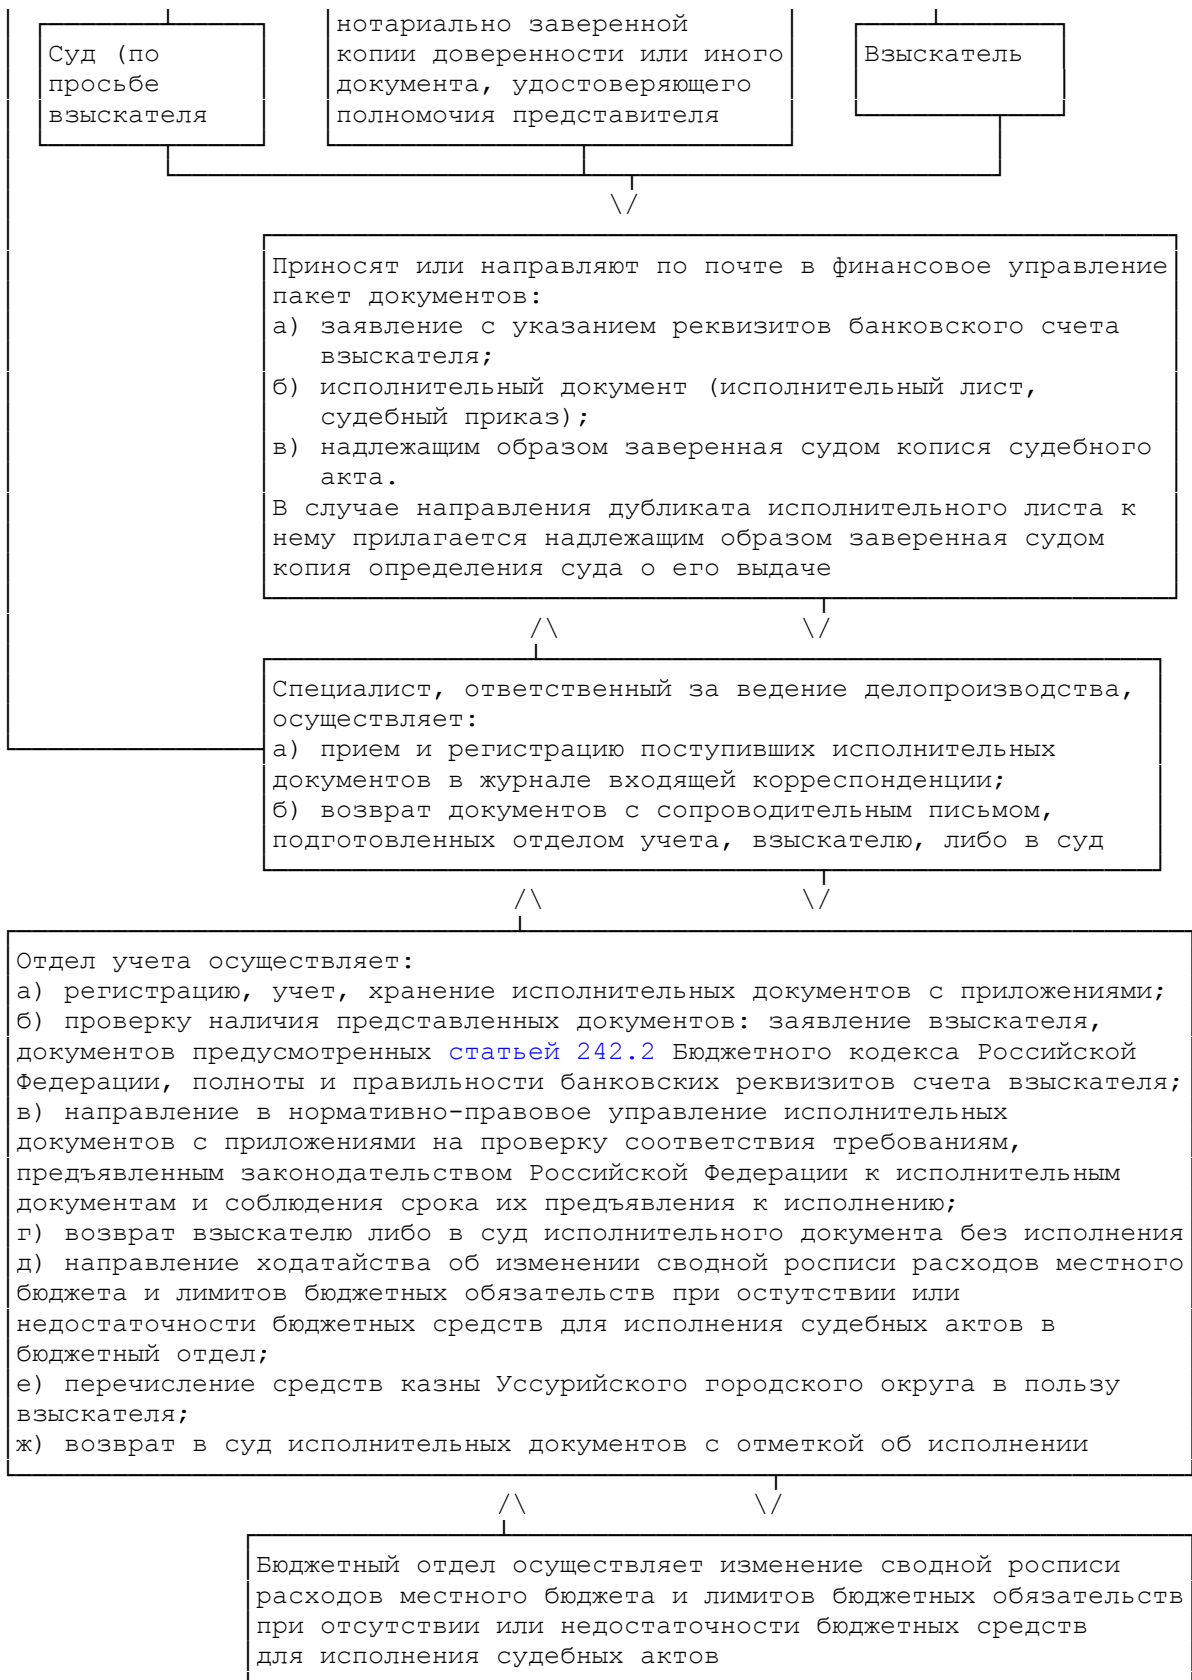 Суд (по
просьбе
взыскателя
нотариально заверенной
копии доверенности или иного
документа, удостоверяющего
полномочия представителя
Взыскатель
\/
Приносят или направляют по почте в финансовое управление
пакет документов:
а) заявление с указанием реквизитов банковского счета
взыскателя;
б) исполнительный документ (исполнительный лист,
судебный приказ);
в) надлежащим образом заверенная судом кописяя судебного
акта.
В случае направления дубликата исполнительного листа к
нему прилагается надлежащим образом заверенная судом
копия определения суда о его выдаче
/\ \/
Специалист, ответственный за ведение делопроизводства,
осуществляет:
а) прием и регистрацию поступивших исполнительных
документов в журнале входящей корреспонденции;
б) возврат документов с сопроводительным письмом,
подготовленных отделом учета, взыскателю, либо в суд
/\ \/
Отдел учета осуществляет:
а) регистрацию, учет, хранение исполнительных документов с приложениями;
б) проверку наличия представленных документов: заявление взыскателя,
документов предусмотренных статьей 242.2 Бюджетного кодекса Российской
Федерации, полноты и правильности банковских реквизитов счета взыскателя;
в) направление в нормативно-правовое управление исполнительных
документов с приложениями на проверку соответствия требованиям,
предъявленным законодательством Российской Федерации к исполнительным
документам и соблюдения срока их предъявления к исполнению;
г) возврат взыскателю либо в суд исполнительного документа без исполнения
д) направление ходатайства об изменении сводной росписи расходов местного
бюджета и лимитов бюджетных обязательств при остутствии или
недостаточности бюджетных средств для исполнения судебных актов в
бюджетный отдел;
е) перечисление средств казны Уссурийского городского округа в пользу
взыскателя;
ж) возврат в суд исполнительных документов с отметкой об исполнении
/\ \/
Бюджетный отдел осуществляет изменение сводной росписи
расходов местного бюджета и лимитов бюджетных обязательств
при отсутствии или недостаточности бюджетных средств
для исполнения судебных актов